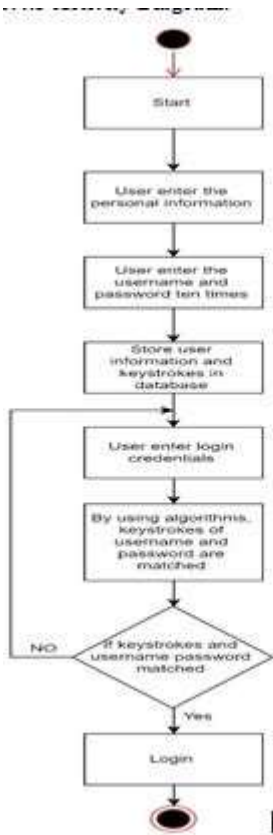 Activity Diagram
Start
User enter the
personal information
User enter the
username and
password ten times
Store user
information and
keystrokes in
database
User enter login
credentials
By using algorithms,
keystrokes of
username and
password are
matched
If keystrokes and
NO
username password
matched
Yes
Login